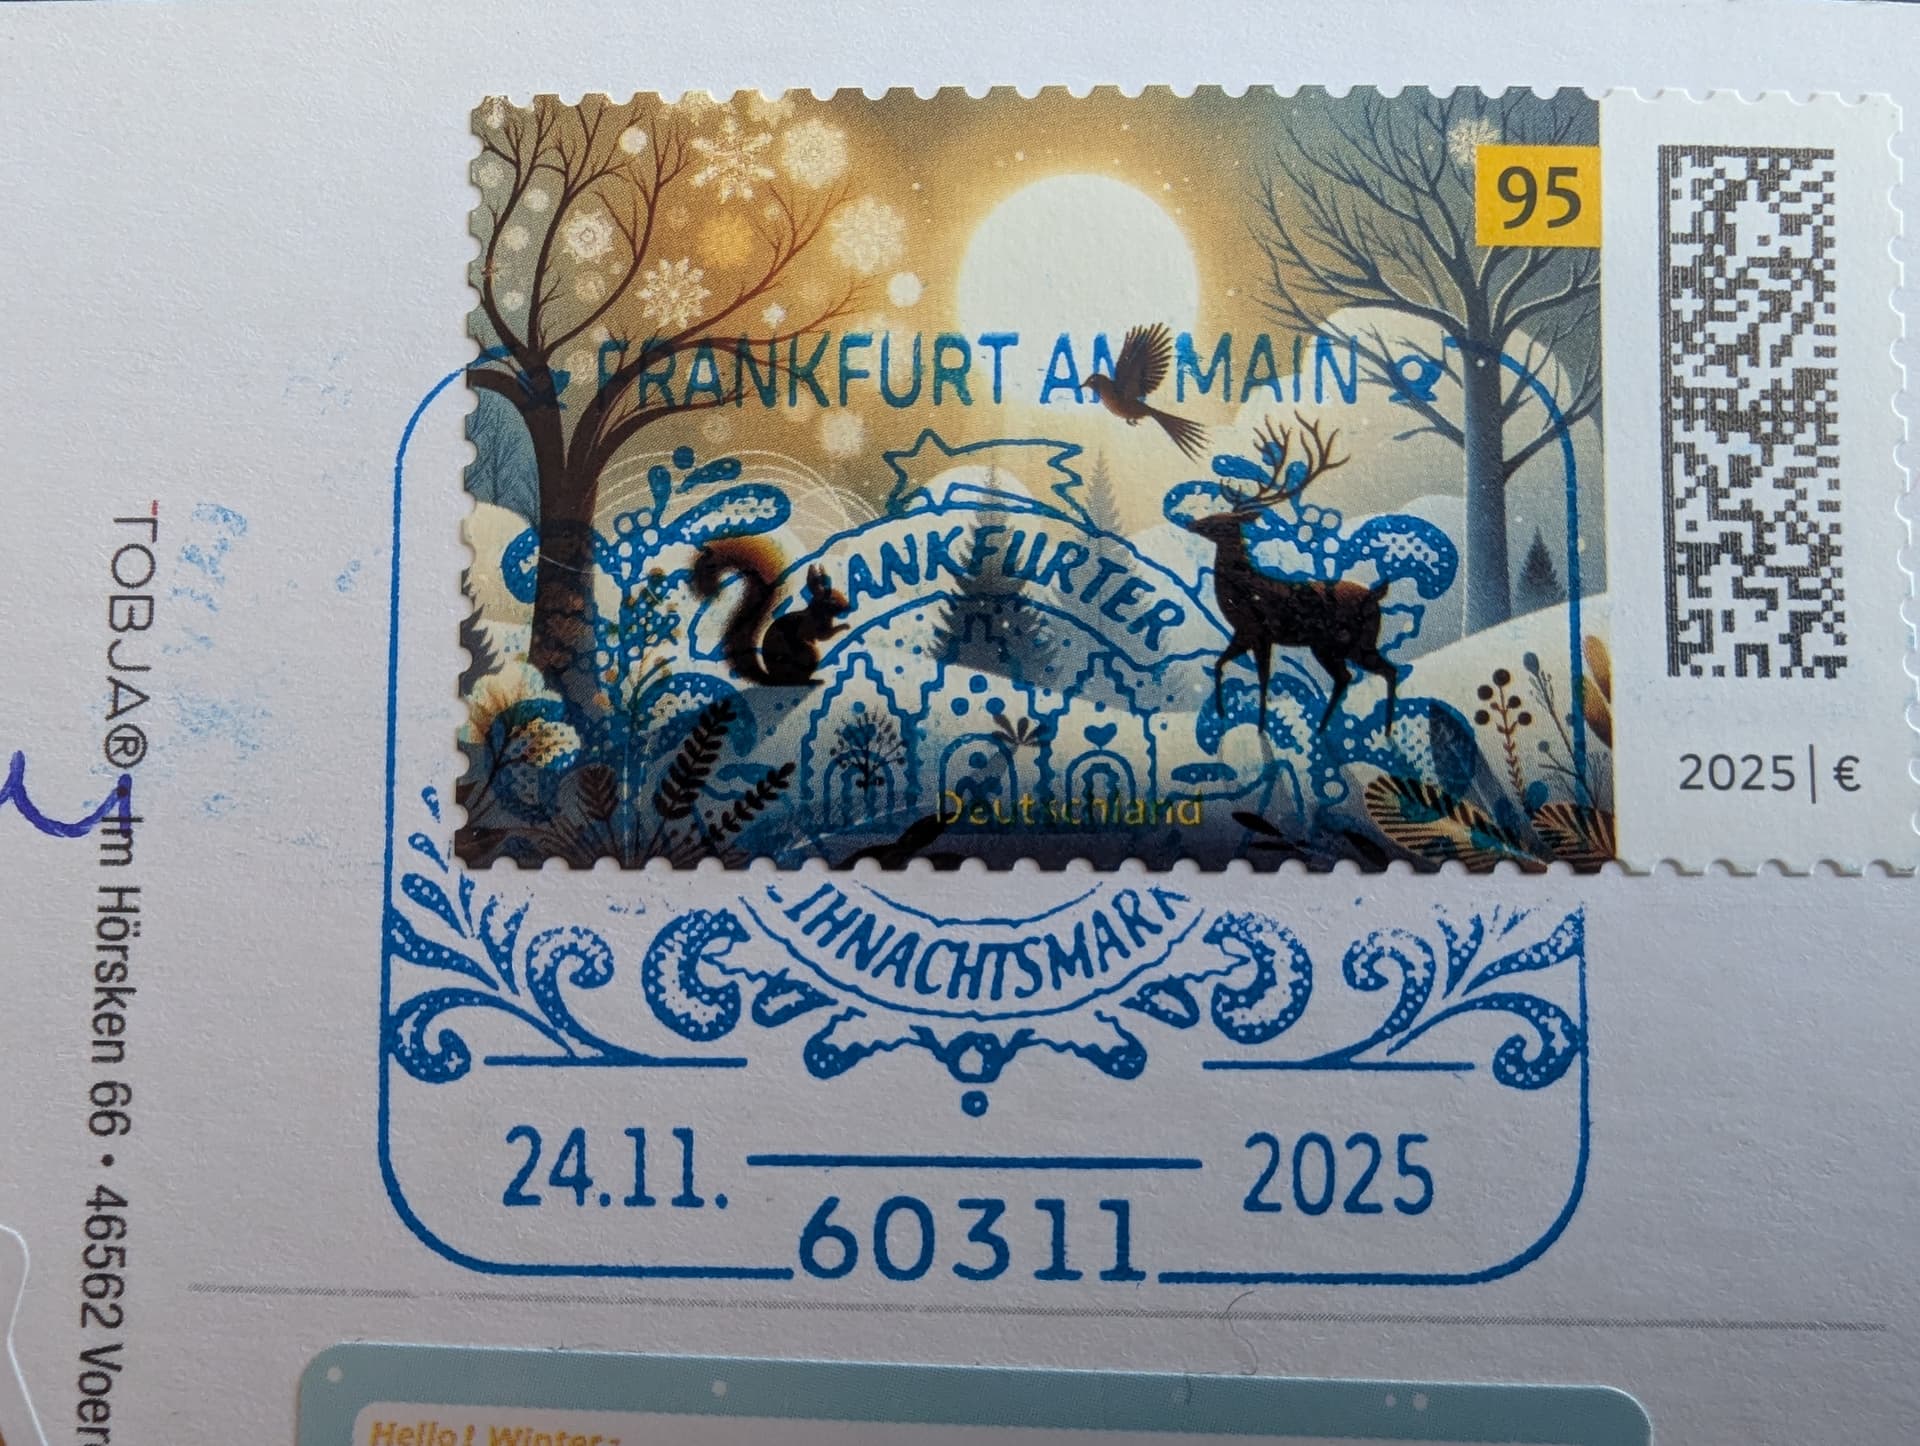 95
FRANKFURT AM MAIN
FRANKFURTER
Deutschland
2025 | €
IHNACHTSMARK
24.11. 2025
60311
TOBJA® • Im Hörsken 66 • 46562 Voer
Hello! Winter